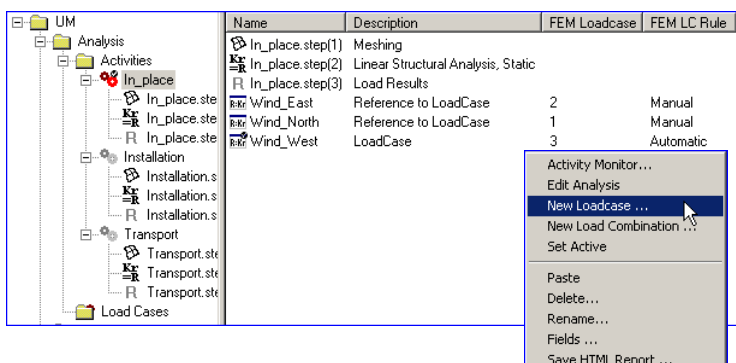 UM
Analysis
Activities
In_place
In_place.ste
In_place.ste
In_place.ste
Installation
Installation.s
Installation.s
Installation.s
Transport
Transport.ste
Transport.ste
Transport.ste
Load Cases
Name Description FEM Loadcase FEM LC Rule
In_place.step(1) Meshing
In_place.step(2) Linear Structural Analysis, Static
In_place.step(3) Load Results
Wind_East Reference to LoadCase 2 Manual
Wind_North Reference to LoadCase 1 Manual
Wind_West LoadCase 3 Automatic
Activity Monitor...
Edit Analysis
New Loadcase ...
New Load Combination ...
Set Active
Paste
Delete...
Rename...
Fields ...
Save HTML Report ...